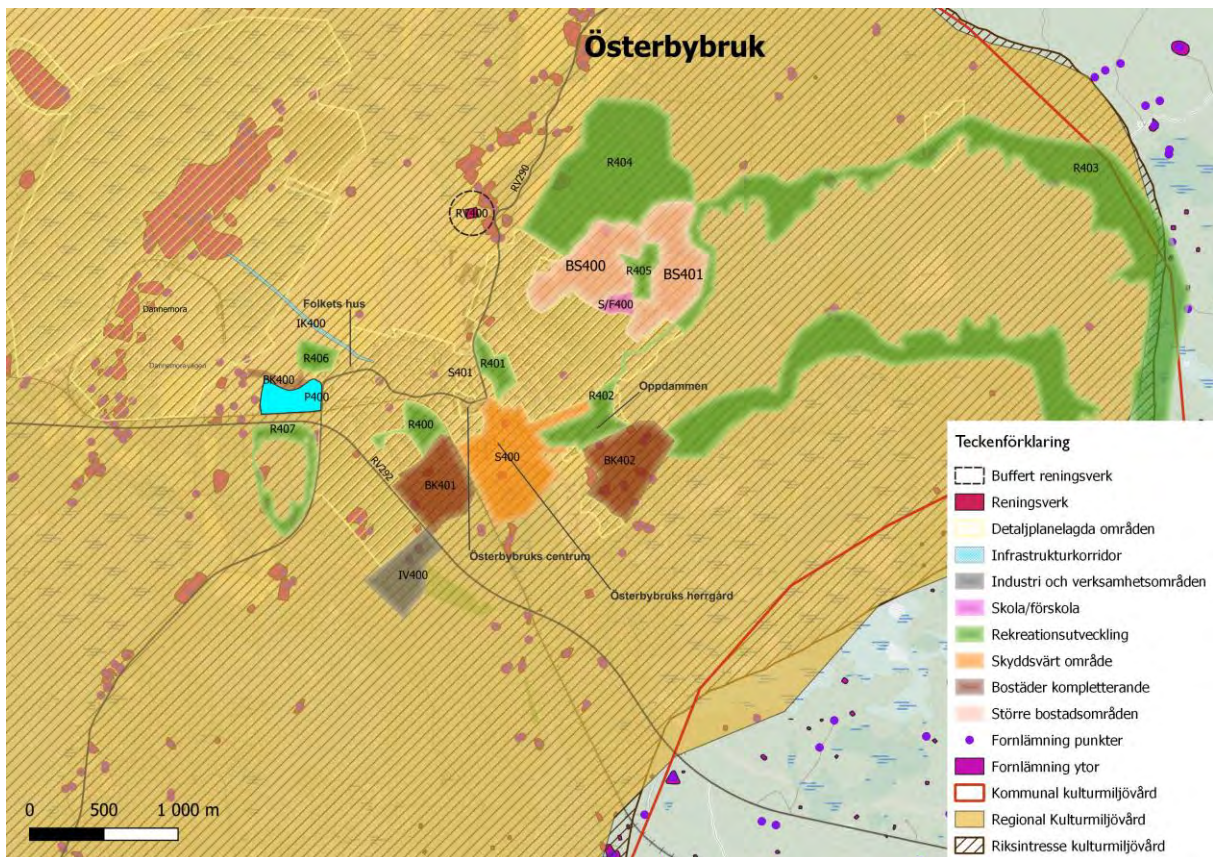 Österbybruk
R404
R403
RV290
RV400
BS400
R405
BS401
S/F400
Folkets hus
Dannemora
IK400
Dannemoravägen
R406
S401
R401
BK400
P400
R402
Oppdammen
R407
R400
S400
BK402
RV292
BK401
Österbybruks centrum
IV400
Österbybruks herrgård
0 500 1 000 m
Teckenförklaring
Buffert reningsverk
Reningsverk
Detaljplanelagda områden
Infrastrukturkorridor
Industri och verksamhetsområden
Skola/förskola
Rekreationsutveckling
Skyddsvärt område
Bostäder kompletterande
Större bostadsområden
Fornlämning punkter
Fornlämning ytor
Kommunal kulturmiljövård
Regional Kulturmiljövård
Riksintresse kulturmiljövård